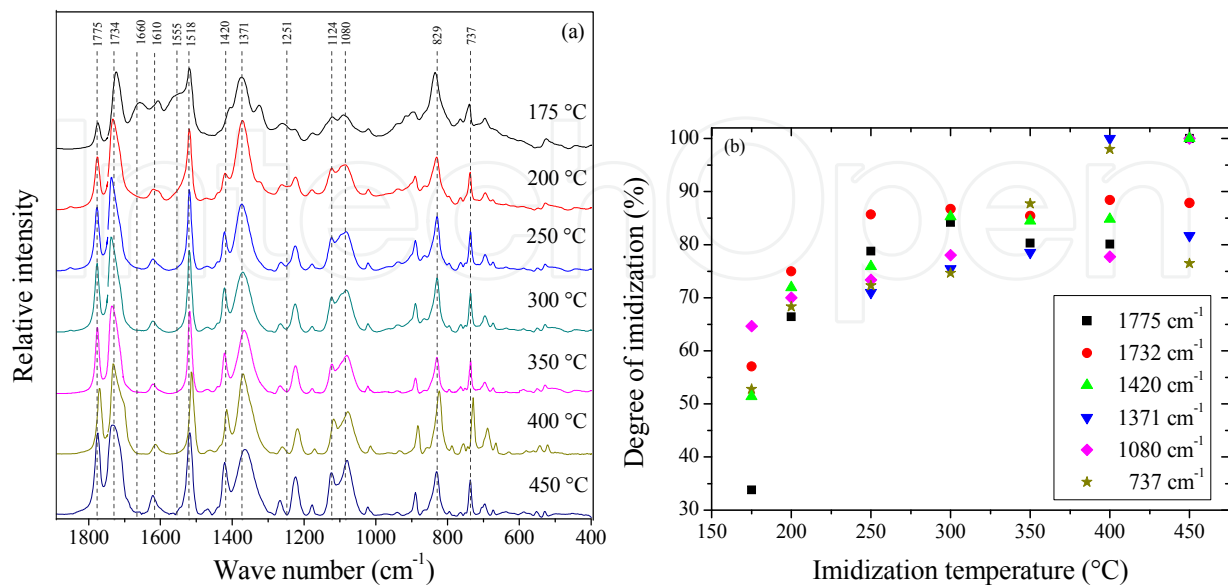 1775 1734 1660 1610 1555 1518 1420 1371 1251 1124 1080 829 737
(a)
175 °C
200 °C
250 °C
300 °C
350 °C
400 °C
450 °C
Relative intensity
1800 1600 1400 1200 1000 800 600 400
Wave number (cm-1)
IntechOpen
(b)
100
90
80
70
60
50
40
30
Degree of imidization (%)
1775 cm-1
1732 cm-1
1420 cm-1
1371 cm-1
1080 cm-1
737 cm-1
150 200 250 300 350 400 450
Imidization temperature (°C)